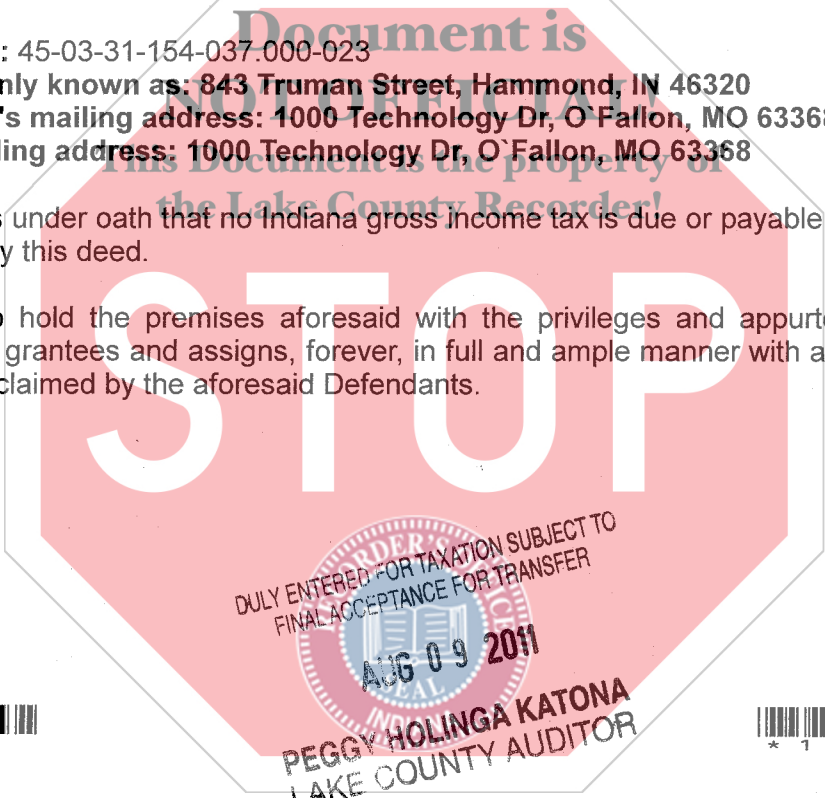 Document is
: 45-03-31-154-037.000-023
NOT OFFICIAL!
nly known as: 843 Truman Street, Hammond, IN 46320
's mailing address: 1000 Technology Dr, O`Fallon, MO 63368
ling address: 1000 Technology Dr, O`Fallon, MO 63368
This Document is the property of
the Lake County Recorder!
s under oath that no Indiana gross income tax is due or payable
y this deed.
o hold the premises aforesaid with the privileges and appurt
grantees and assigns, forever, in full and ample manner with a
claimed by the aforesaid Defendants.
STOP
DULY ENTERED FOR TAXATION SUBJECT TO
FINAL ACCEPTANCE FOR TRANSFER
AUG 09 2011
SEAL
PEGGY HOLINGA KATONA
LAKE COUNTY AUDITOR
* 1